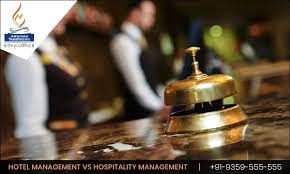 HOTEL MANAGEMENT VS HOSPITALITY MANAGEMENT | +91-9359-555-555